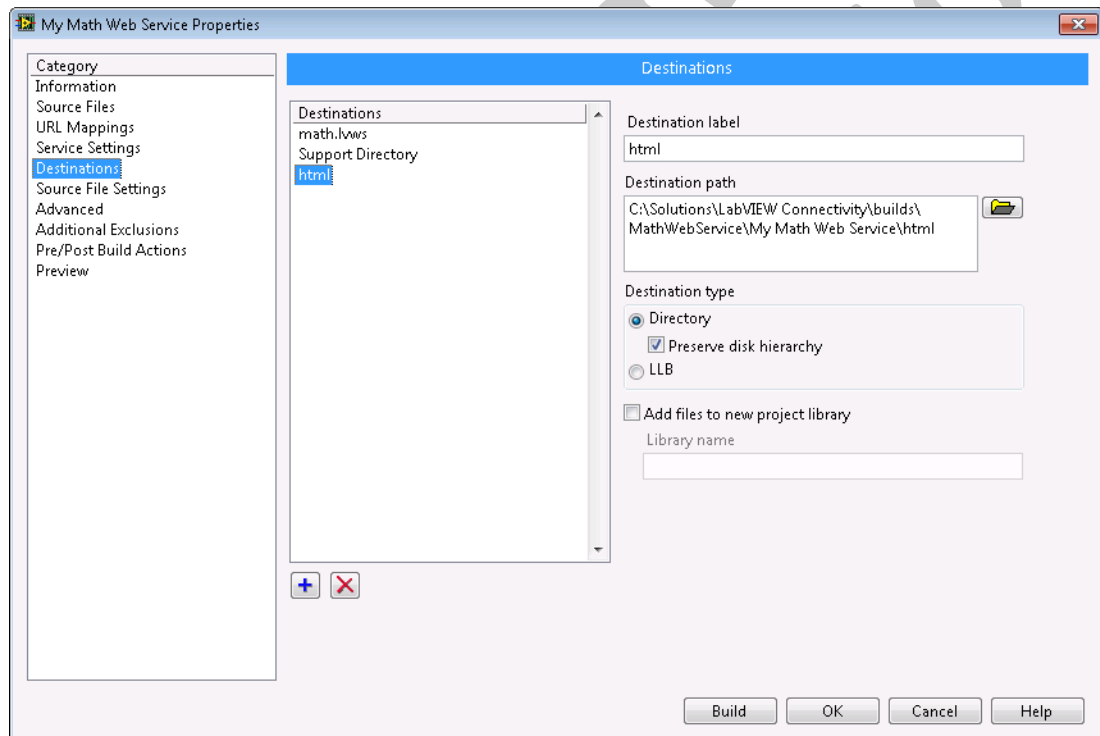 My Math Web Service Properties
Category
Information
Source Files
URL Mappings
Service Settings
Destinations
Source File Settings
Advanced
Additional Exclusions
Pre/Post Build Actions
Preview
Destinations
Destinations
math.lvws
Support Directory
html
Destination label
html
Destination path
C:\Solutions\LabVIEW Connectivity\builds\
MathWebService\My Math Web Service\html
Destination type
Directory
Preserve disk hierarchy
LLB
Add files to new project library
Library name
Build
OK
Cancel
Help